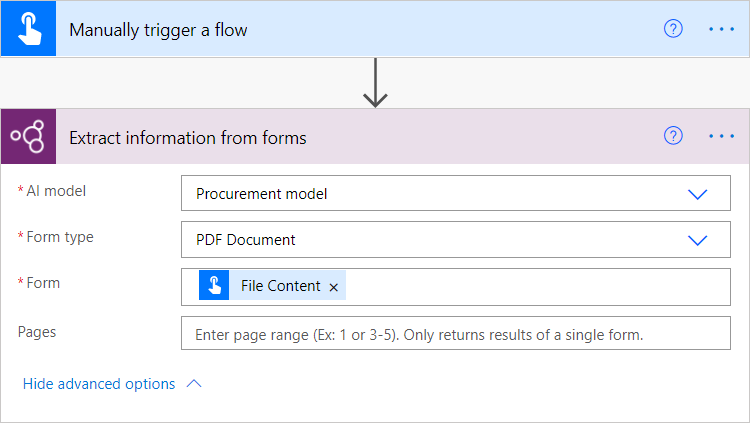 Manually trigger a flow
Extract information from forms
* AI model
Procurement model
* Form type
PDF Document
* Form
File Content ×
Pages
Enter page range (Ex: 1 or 3-5). Only returns results of a single form.
Hide advanced options